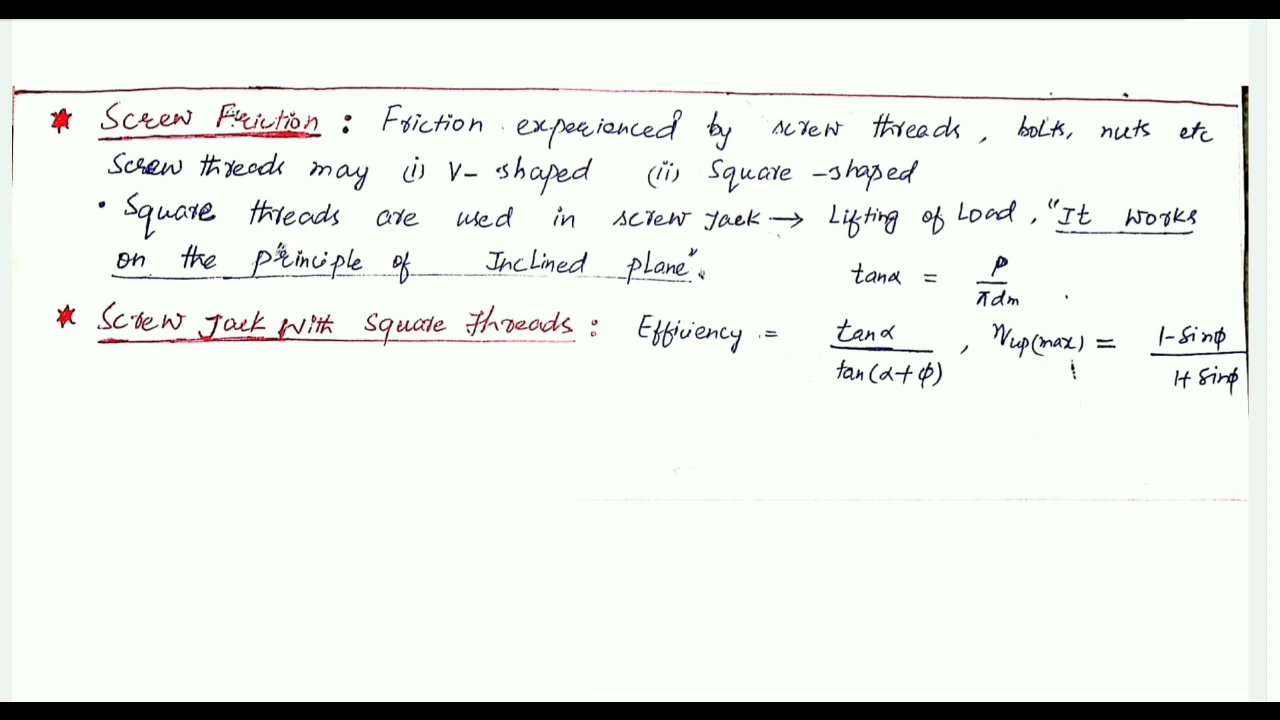 ★ Screw Friction : Friction experienced by screw threads, bolts, nuts etc
Screw threads may (i) V-shaped (ii) Square-shaped
• Square threads are used in screw Jack → Lifting of Load, "It works
on the principle of Inclined plane".
tanα = P/πdm
★ Screw Jack with square threads : Efficiency = tanα/tan(α+φ), ηup(max) = 1-sinφ/1+sinφ